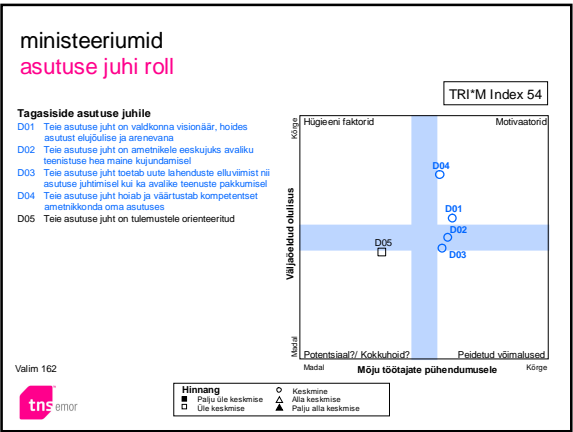 ministeeriumid
asutuse juhi roll
TRI*M Index 54
Tagasiside asutuse juhile
D01 Teie asutuse juht on valdkonna visionäär, hoides
asutust elujõulise ja arenevana
D02 Teie asutuse juht on ametnikele eeskujuks avaliku
teenistuse hea maine kujundamisel
D03 Teie asutuse juht toetab uute lahenduste elluviimist nii
asutuse juhtimisel kui ka avalike teenuste pakkumisel
D04 Teie asutuse juht hoiab ja väärtustab kompetentset
ametnikkonda oma asutuses
D05 Teie asutuse juht on tulemustele orienteeritud
Kõrge
Väljaöeldud olulisus
Madal
Hügieeni faktorid
Motivaatorid
D04
D01
D02
D05
D03
Potentsiaal?/ Kokkuhoid?
Peidetud võimalused
Madal
Mõju töötajate pühendumusele
Kõrge
Valim 162
Hinnang
Palju üle keskmise
Üle keskmise
Keskmine
Alla keskmise
Palju alla keskmise
tns emor